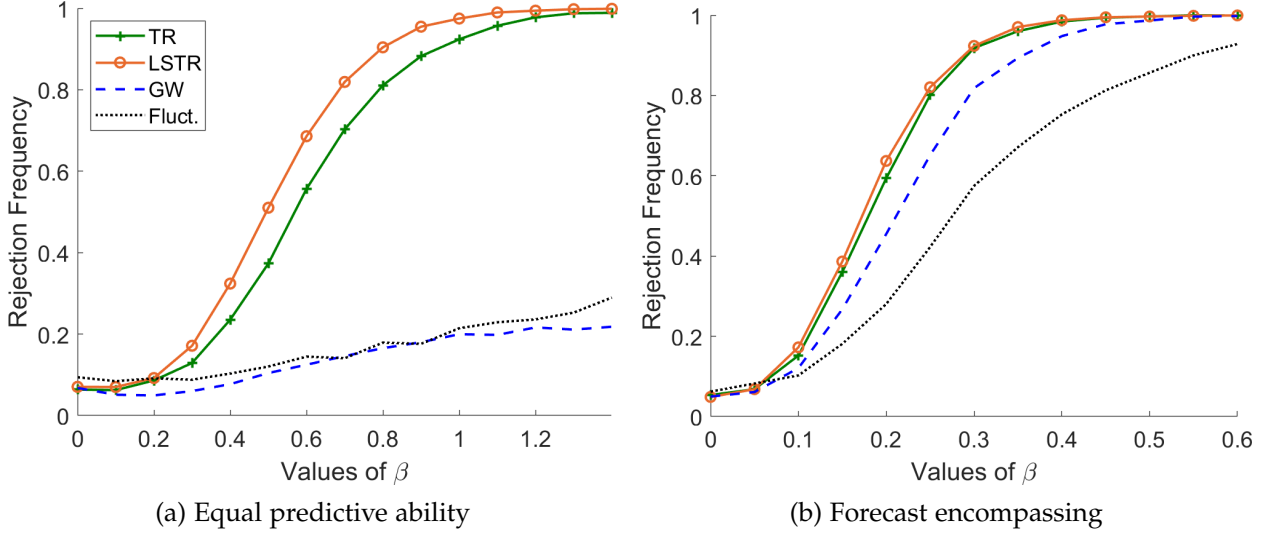 TR
LSTR
GW
Fluct.
1
0.8
0.6
0.4
0.2
0
Rejection Frequency
0 0.2 0.4 0.6 0.8 1 1.2
Values of β
(a) Equal predictive ability
1
0.8
0.6
0.4
0.2
0
Rejection Frequency
0 0.1 0.2 0.3 0.4 0.5 0.6
Values of β
(b) Forecast encompassing